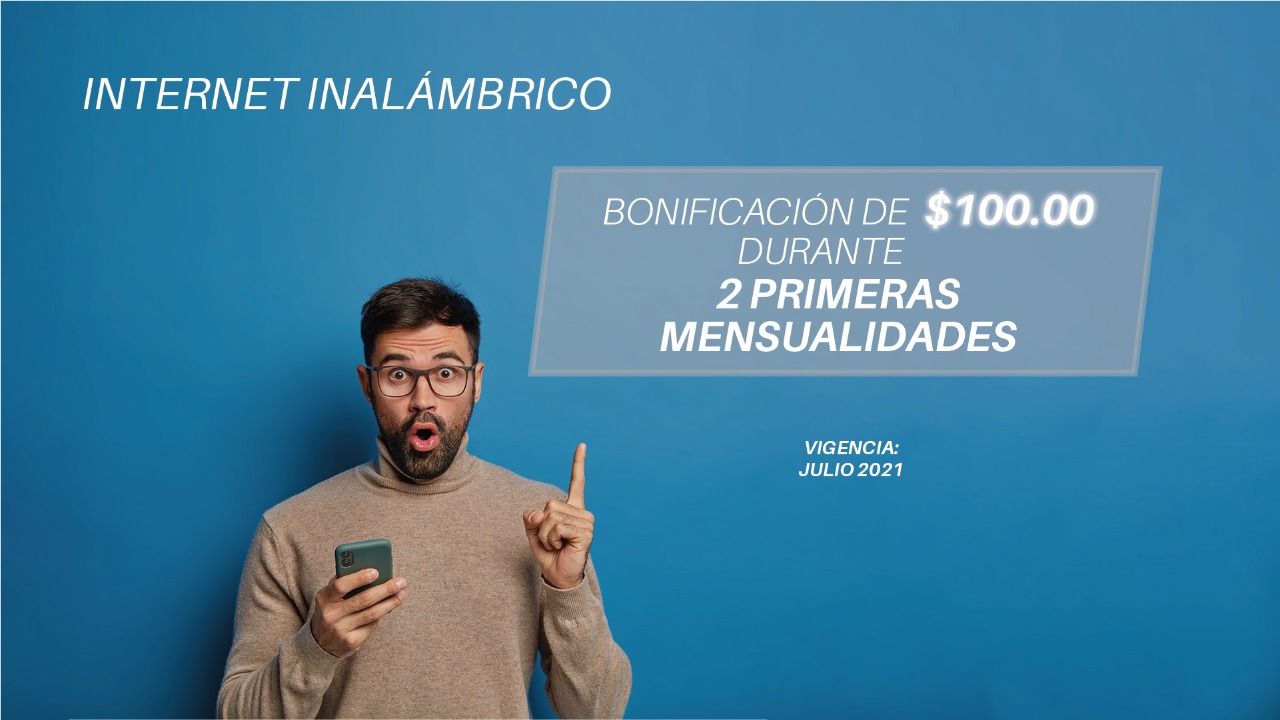 INTERNET INALÁMBRICO
BONIFICACIÓN DE $100.00
DURANTE
2 PRIMERAS
MENSUALIDADES
VIGENCIA:
JULIO 2021